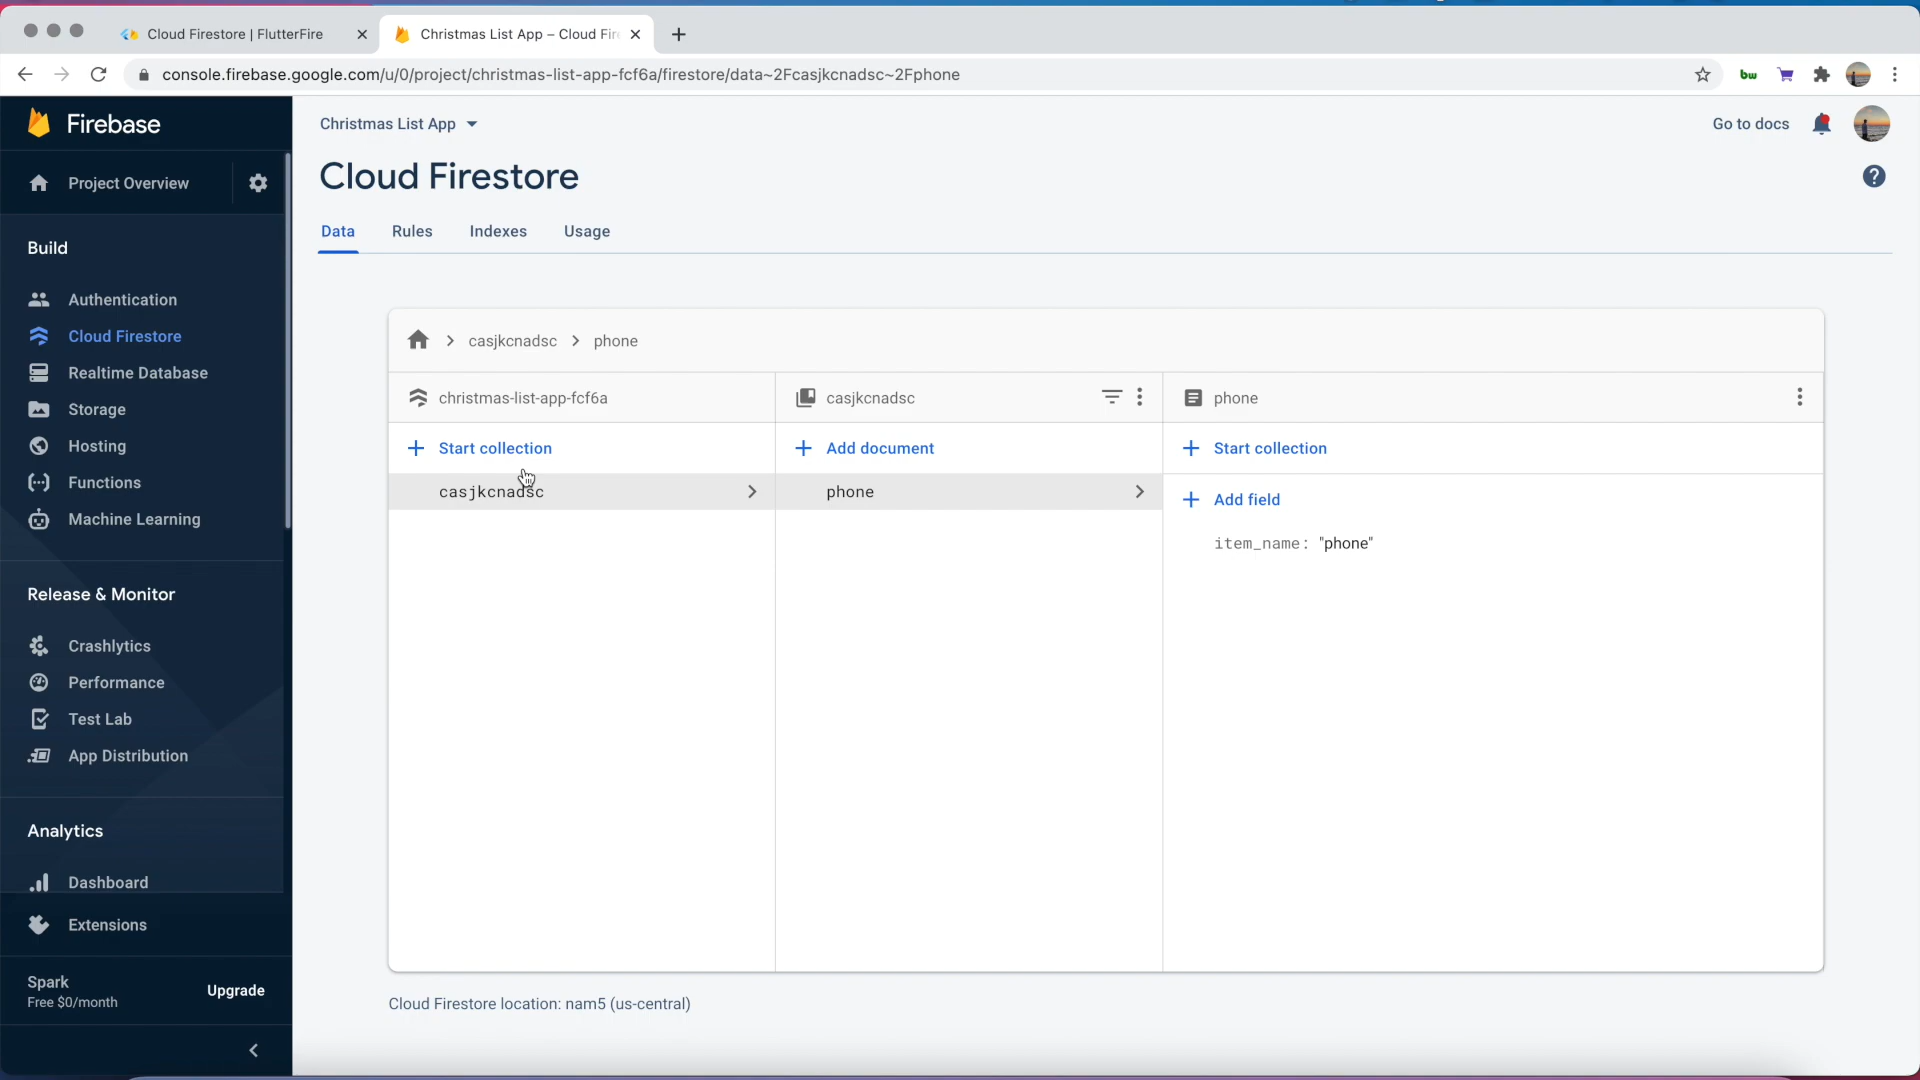 Cloud Firestore | FlutterFire
Christmas List App – Cloud Fir
console.firebase.google.com/u/0/project/christmas-list-app-fcf6a/firestore/data~2Fcasjkcnadsc~2Fphone
bw
Firebase
Project Overview
Build
Authentication
Cloud Firestore
Realtime Database
Storage
Hosting
Functions
Machine Learning
Release & Monitor
Crashlytics
Performance
Test Lab
App Distribution
Analytics
Dashboard
Extensions
Spark
Free $0/month
Upgrade
Christmas List App
Go to docs
Cloud Firestore
?
Data Rules Indexes Usage
casjkcnadsc > phone
christmas-list-app-fcf6a
+ Start collection
casjkcnadsc
casjkcnadsc
+ Add document
phone
phone
+ Start collection
+ Add field
item_name: "phone"
Cloud Firestore location: nam5 (us-central)